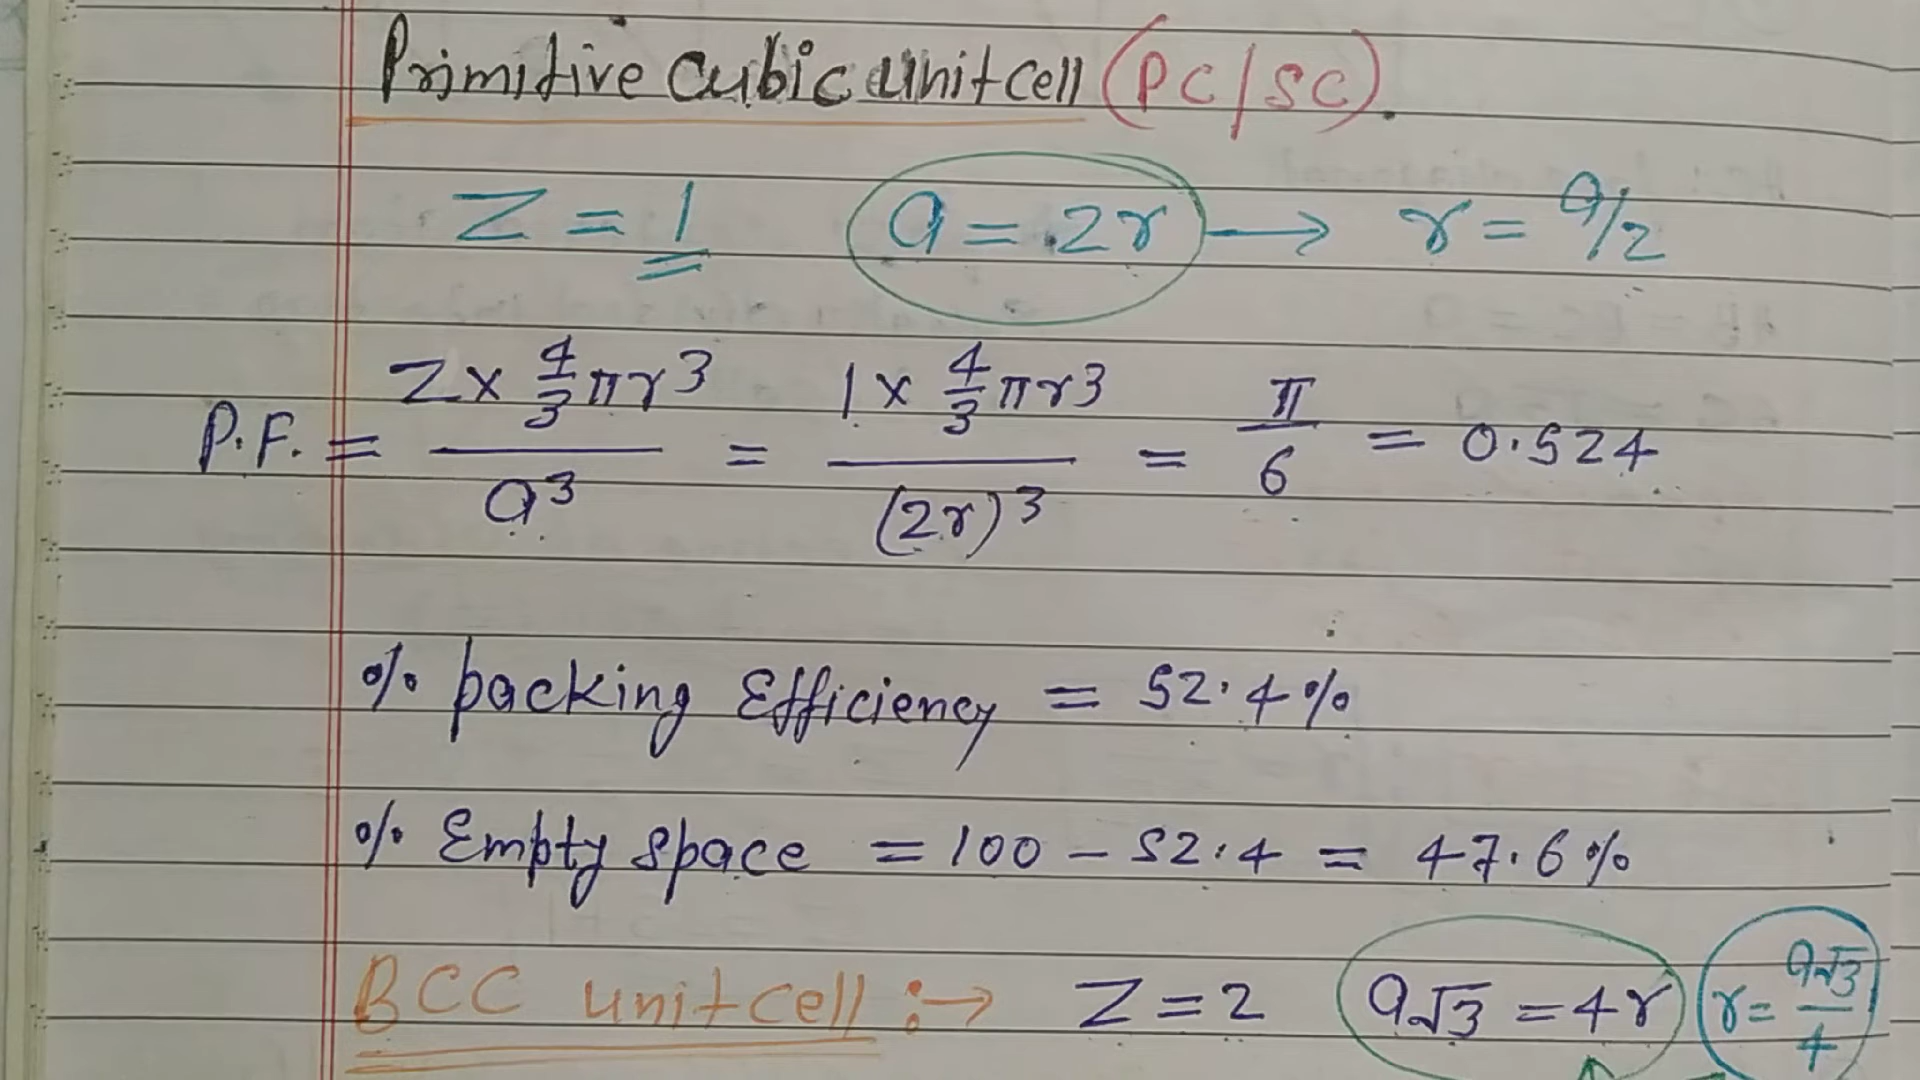 Primitive Cubic unit cell (PC/SC).
Z = 1 a = 2r → r = a/2
P.F. = Z × 4/3 πr³ / a³ = 1 × 4/3 πr³ / (2r)³ = π/6 = 0.524
% packing Efficiency = 52.4%
% Empty space = 100 - 52.4 = 47.6%
BCC unit cell :→ Z = 2 a√3 = 4r r = a√3/4